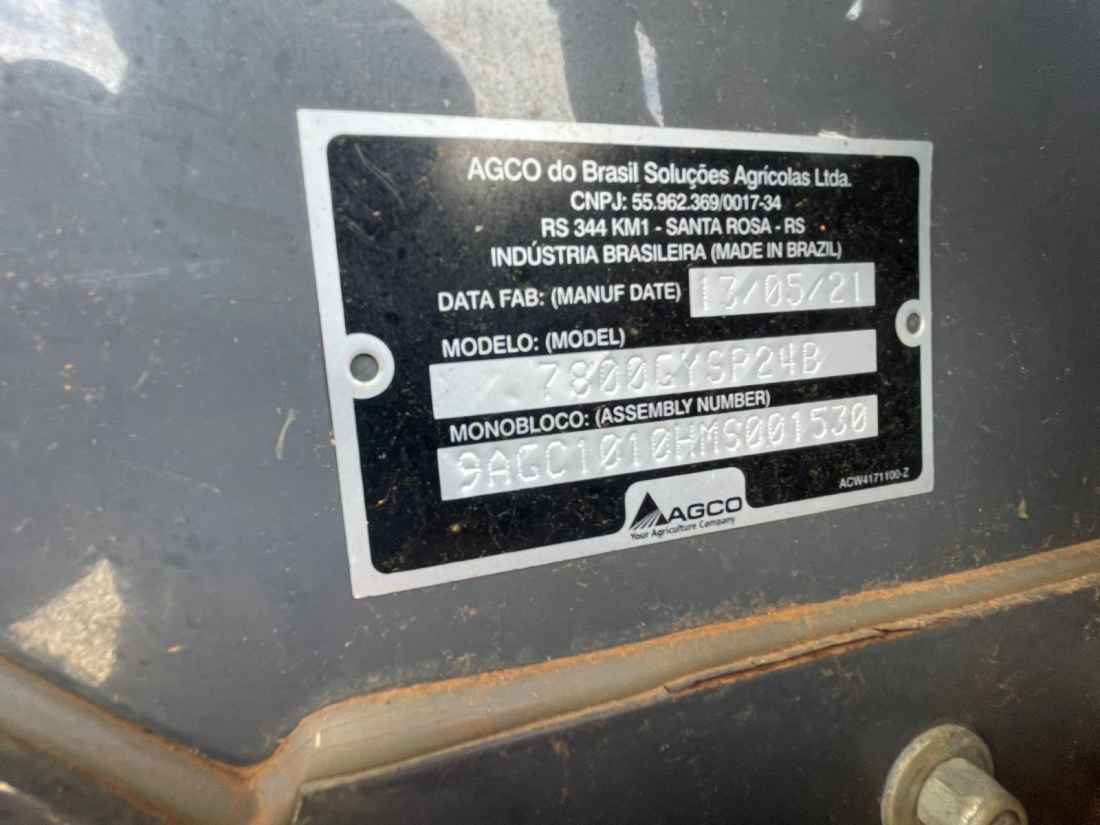 AGCO do Brasil Soluções Agrícolas Ltda.
CNPJ: 55.962.369/0017-34
RS 344 KM1 - SANTA ROSA - RS
INDÚSTRIA BRASILEIRA (MADE IN BRAZIL)
DATA FAB: (MANUF DATE) 13/05/21
MODELO: (MODEL)
7800GYSP24B
MONOBLOCO: (ASSEMBLY NUMBER)
9AGC1010HMS001530
ACW4171100-Z
AGCO
Your Agriculture Company